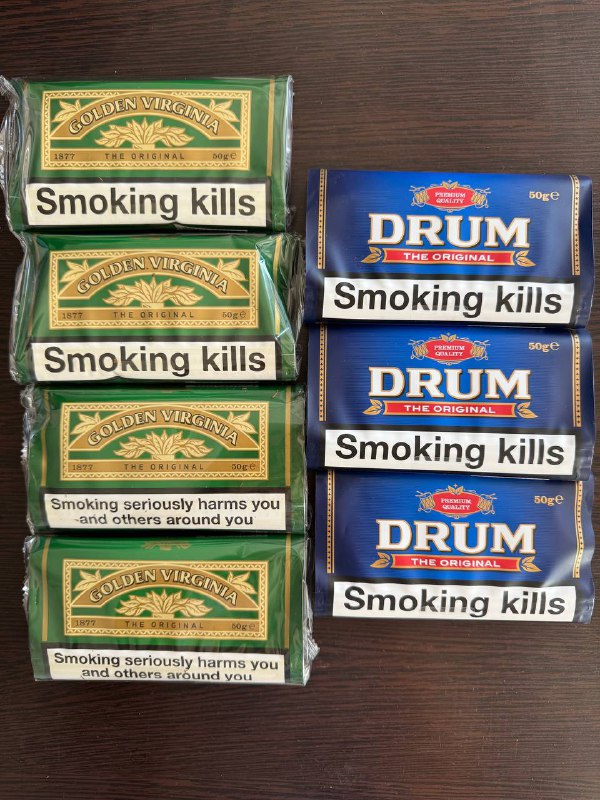 GOLDEN VIRGINIA
1877 THE ORIGINAL 50g e
Smoking kills
GOLDEN VIRGINIA
1877 THE ORIGINAL 50g e
Smoking kills
GOLDEN VIRGINIA
1877 THE ORIGINAL 50g e
Smoking seriously harms you
and others around you
GOLDEN VIRGINIA
1877 THE ORIGINAL 50g e
Smoking seriously harms you
and others around you
PREMIUM
QUALITY
50g e
DRUM
THE ORIGINAL
Smoking kills
PREMIUM
QUALITY
50g e
DRUM
THE ORIGINAL
Smoking kills
PREMIUM
QUALITY
50g e
DRUM
THE ORIGINAL
Smoking kills